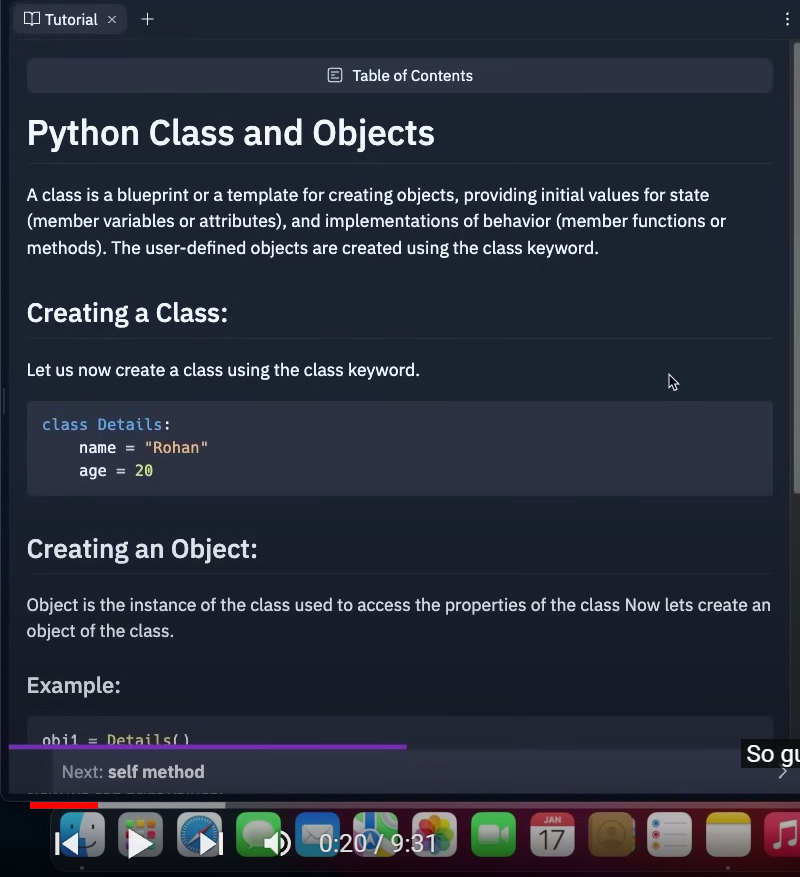 Tutorial
Table of Contents
Python Class and Objects
A class is a blueprint or a template for creating objects, providing initial values for state
(member variables or attributes), and implementations of behavior (member functions or
methods). The user-defined objects are created using the class keyword.
Creating a Class:
Let us now create a class using the class keyword.
class Details:
    name = "Rohan"
    age = 20
Creating an Object:
Object is the instance of the class used to access the properties of the class Now lets create an
object of the class.
Example:
obj1 = Details()
So gu
Next: self method
JAN
17
0:20 / 9:31